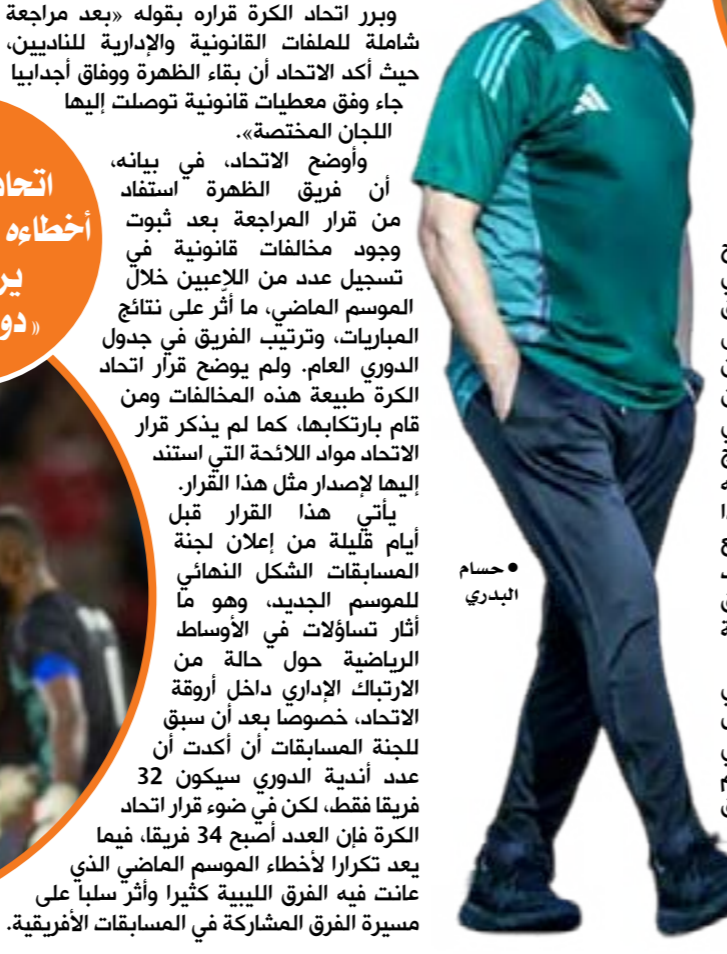 وبرر اتحاد الكرة قراره بقوله «بعد مراجعة
شاملة للملفات القانونية والإدارية للناديين،
حيث أكد الاتحاد أن بقاء الظهرة ووفاق أجدابيا
جاء وفق معطيات قانونية توصلت إليها
اللجان المختصة».
وأوضح الاتحاد، في بيانه،
أن فريق الظهرة استفاد
من قرار المراجعة بعد ثبوت
وجود مخالفات قانونية في
تسجيل عدد من اللاعبين خلال
الموسم الماضي، ما أثّر على نتائج
المباريات، وترتيب الفريق في جدول
الدوري العام. ولم يوضح قرار اتحاد
الكرة طبيعة هذه المخالفات ومن
قام بارتكابها، كما لم يذكر قرار
الاتحاد مواد اللائحة التي استند
إليها لإصدار مثل هذا القرار.
يأتي هذا القرار قبل
أيام قليلة من إعلان لجنة
المسابقات الشكل النهائي
للموسم الجديد، وهو ما
أثار تساؤلات في الأوساط
الرياضية حول حالة من
الارتباك الإداري داخل أروقة
الاتحاد، خصوصا بعد أن سبق
للجنة المسابقات أن أكدت أن
عدد أندية الدوري سيكون 32
فريقا فقط، لكن في ضوء قرار اتحاد
الكرة فإن العدد أصبح 34 فريقا، فيما
يعد تكرارا لأخطاء الموسم الماضي الذي
عانت فيه الفرق الليبية كثيرا وأثر سلبا على
مسيرة الفرق المشاركة في المسابقات الأفريقية.
أخطاءه
● حسام
البدري